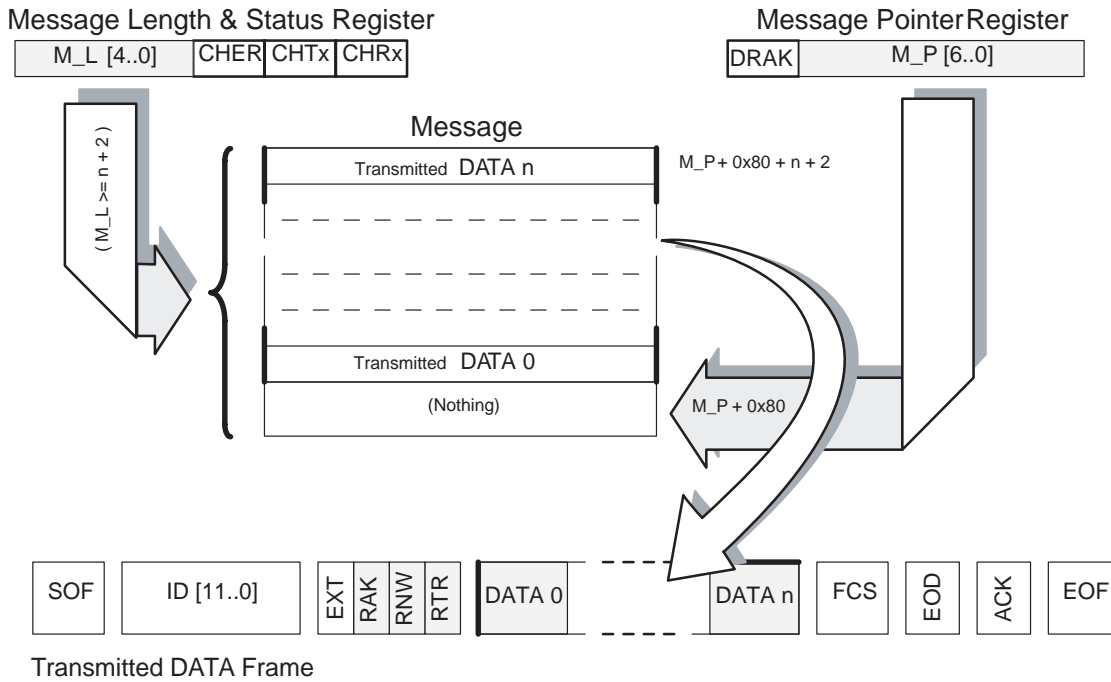 Message Length & Status Register
Message Pointer Register
M_L [4..0] CHER CHTx CHRx
DRAK M_P [6..0]
( M_L >= n + 2 )
Message
Transmitted DATA n
M_P + 0x80 + n + 2
Transmitted DATA 0
(Nothing)
M_P + 0x80
SOF ID [11..0] EXT RAK RNW RTR DATA 0 DATA n FCS EOD ACK EOF
Transmitted DATA Frame